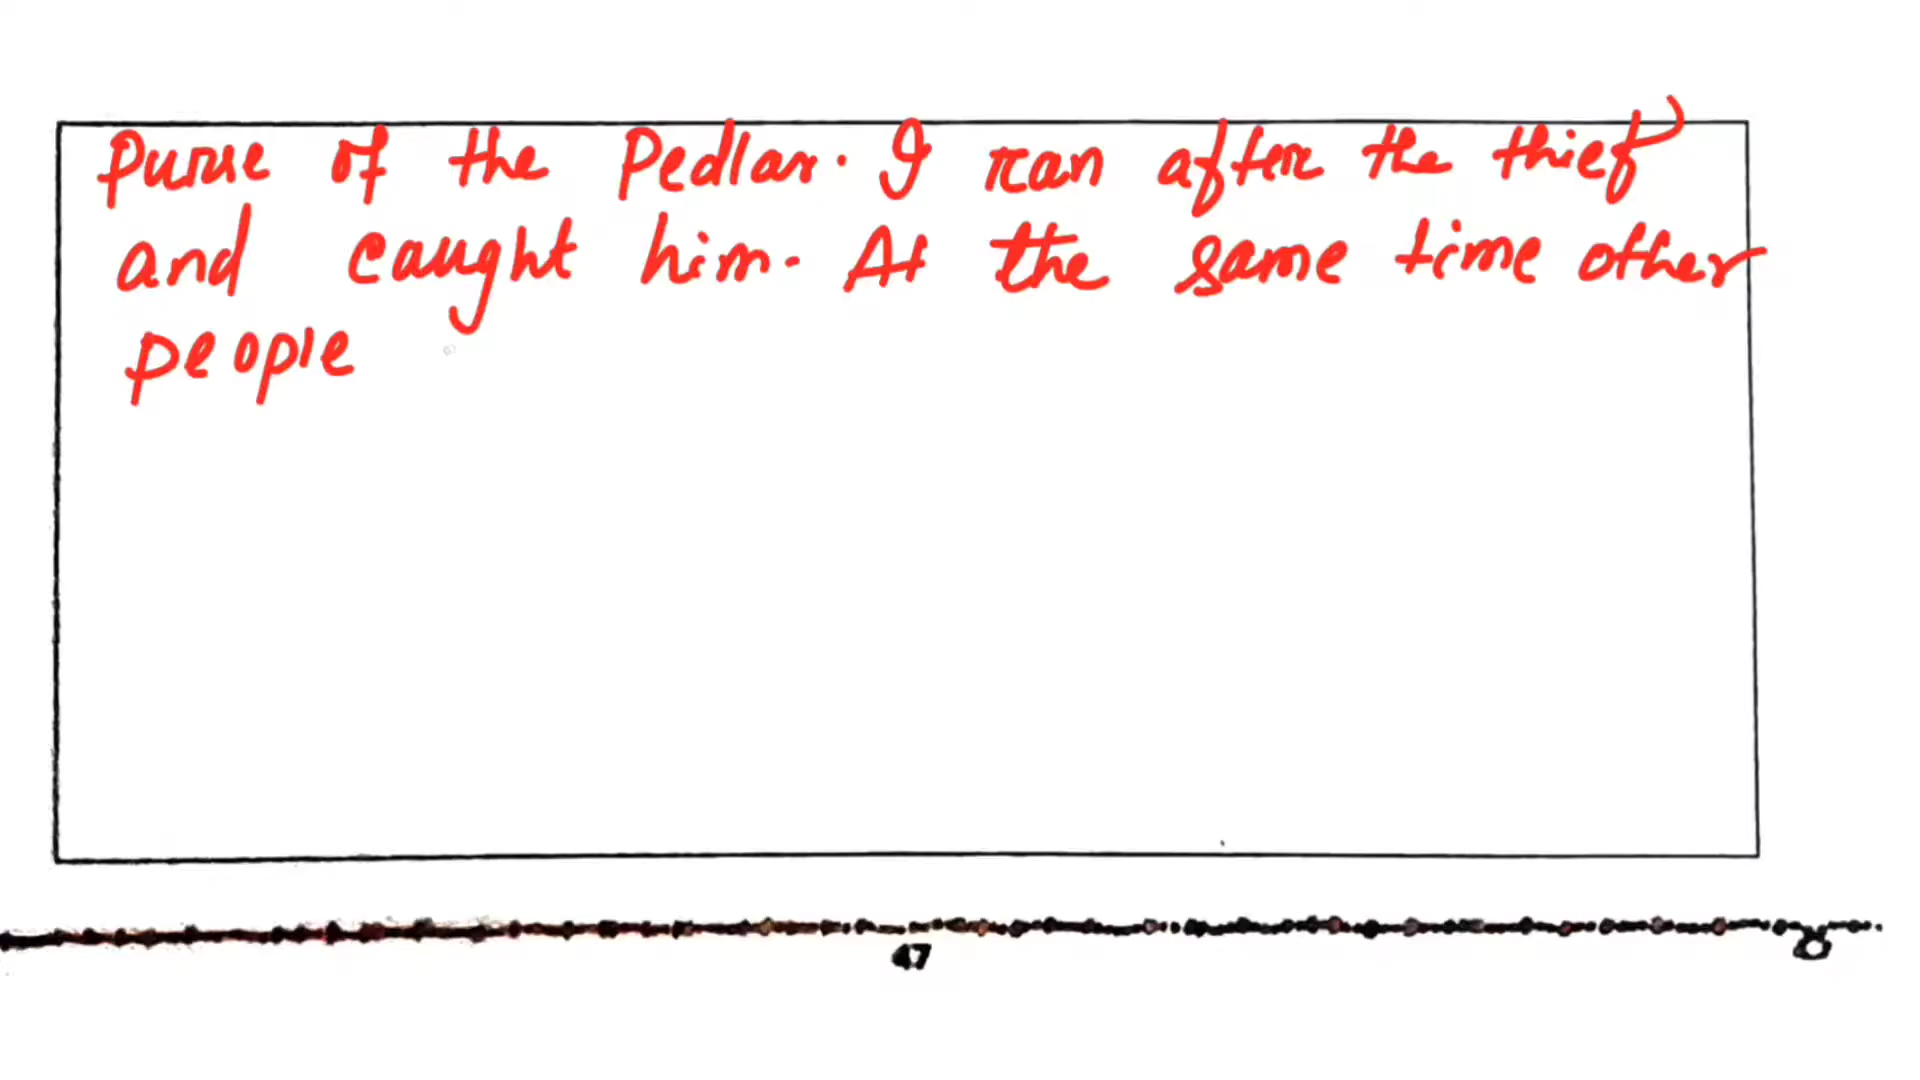 Purse of the Pedlar. I ran after the thief
and caught him. At the same time other
people
47